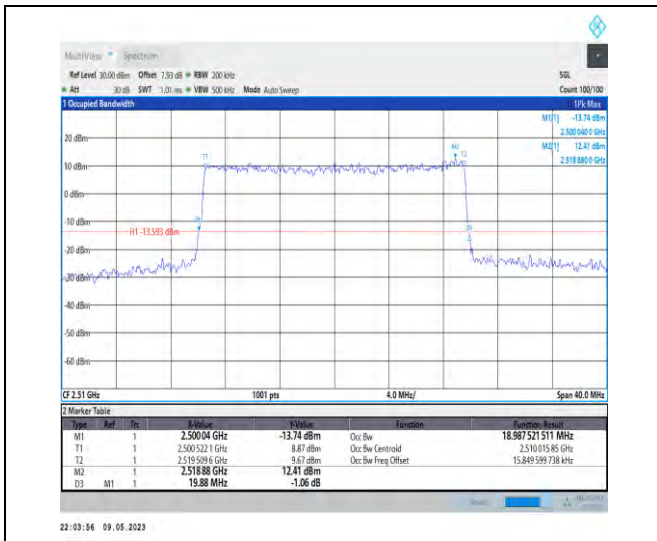 MultiView Spectrum
Ref Level 30.00 dBm Offset 7.93 dB RBW 200 kHz SGL
Att 30 dB SWT 1.01 ms VBW 500 kHz Mode Auto Sweep Count 100/100
1 Occupied Bandwidth 1Pk Max
M1[1] -13.74 dBm
2.500 040 0 GHz
20 dBm M2[1] 12.41 dBm
2.518 880 0 GHz
M2
T1 T2
10 dBm
0 dBm
-10 dBm
M1
H1 -13.593 dBm D3
-20 dBm
-30 dBm
-40 dBm
-50 dBm
-60 dBm
CF 2.51 GHz 1001 pts 4.0 MHz/ Span 40.0 MHz
2 Marker Table
Type Ref Trc X-Value Y-Value Function Function Result
M1 1 2.50004 GHz -13.74 dBm Occ Bw 18.987 521 511 MHz
T1 1 2.500 522 1 GHz 8.87 dBm Occ Bw Centroid 2.510 015 85 GHz
T2 1 2.519 509 6 GHz 9.67 dBm Occ Bw Freq Offset 15.849 599 738 kHz
M2 1 2.518 88 GHz 12.41 dBm
D3 M1 1 19.88 MHz -1.06 dB
22:03:56 09.05.2023